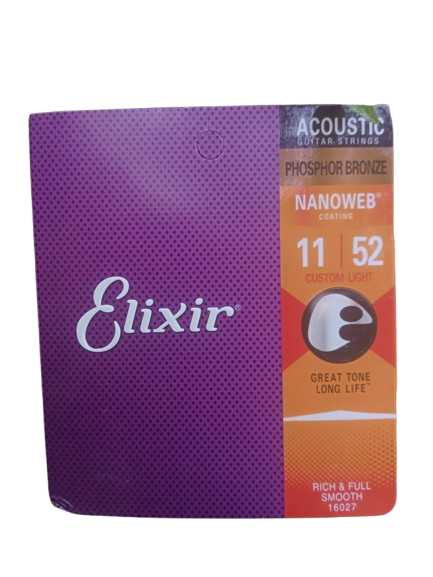 ACOUSTIC
GUITAR STRINGS
PHOSPHOR BRONZE
NANOWEB®
COATING
11 | 52
CUSTOM LIGHT
Elixir®
GREAT TONE
LONG LIFE™
RICH & FULL
SMOOTH
16027